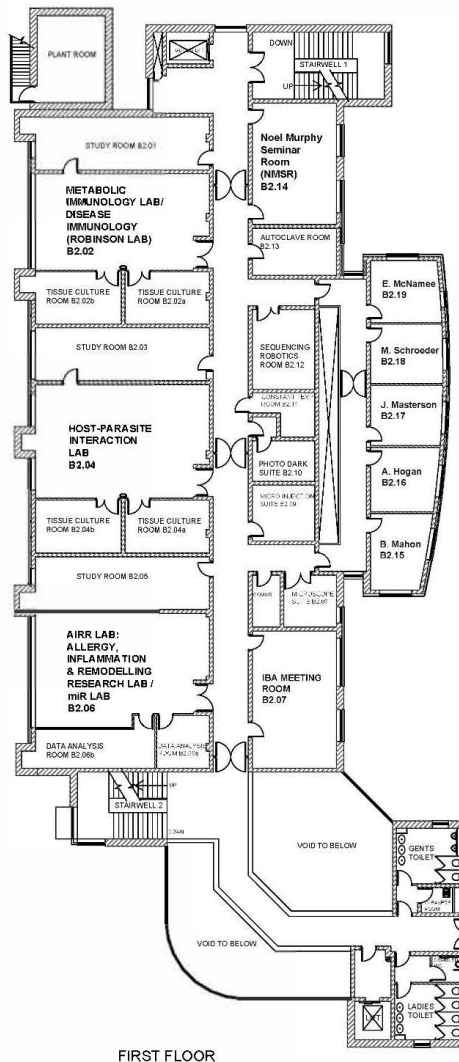 PLANT ROOM
DOWN
STAIRWELL 1
UP
STUDY ROOM B2.01
Noel Murphy
Seminar
Room
(NMSR)
B2.14
METABOLIC
IMMUNOLOGY LAB/
DISEASE
IMMUNOLOGY
(ROBINSON LAB)
B2.02
AUTOCLAVE ROOM
B2.13
TISSUE CULTURE
ROOM B2.02b
TISSUE CULTURE
ROOM B2.02a
E. McNamee
B2.19
STUDY ROOM B2.03
SEQUENCING
ROBOTICS
ROOM B2.12
M. Schroeder
B2.18
HOST-PARASITE
INTERACTION
LAB
B2.04
J. Masterson
B2.17
PHOTO DARK
SUITE B2.10
A. Hogan
B2.16
TISSUE CULTURE
ROOM B2.04b
TISSUE CULTURE
ROOM B2.04a
MICRO INJECTION
SUITE B2.09
B. Mahon
B2.15
STUDY ROOM B2.05
COMMS
MICROSCOPE
AIRR LAB:
ALLERGY,
INFLAMMATION
& REMODELLING
RESEARCH LAB /
miR LAB
B2.06
IBA MEETING
ROOM
B2.07
DATA ANALYSIS
ROOM B2.06b
DATA ANALYSIS
UP
STAIRWELL 2
DOWN
VOID TO BELOW
GENTS
TOILET
VOID TO BELOW
LIFT
LADIES
TOILET
FIRST FLOOR